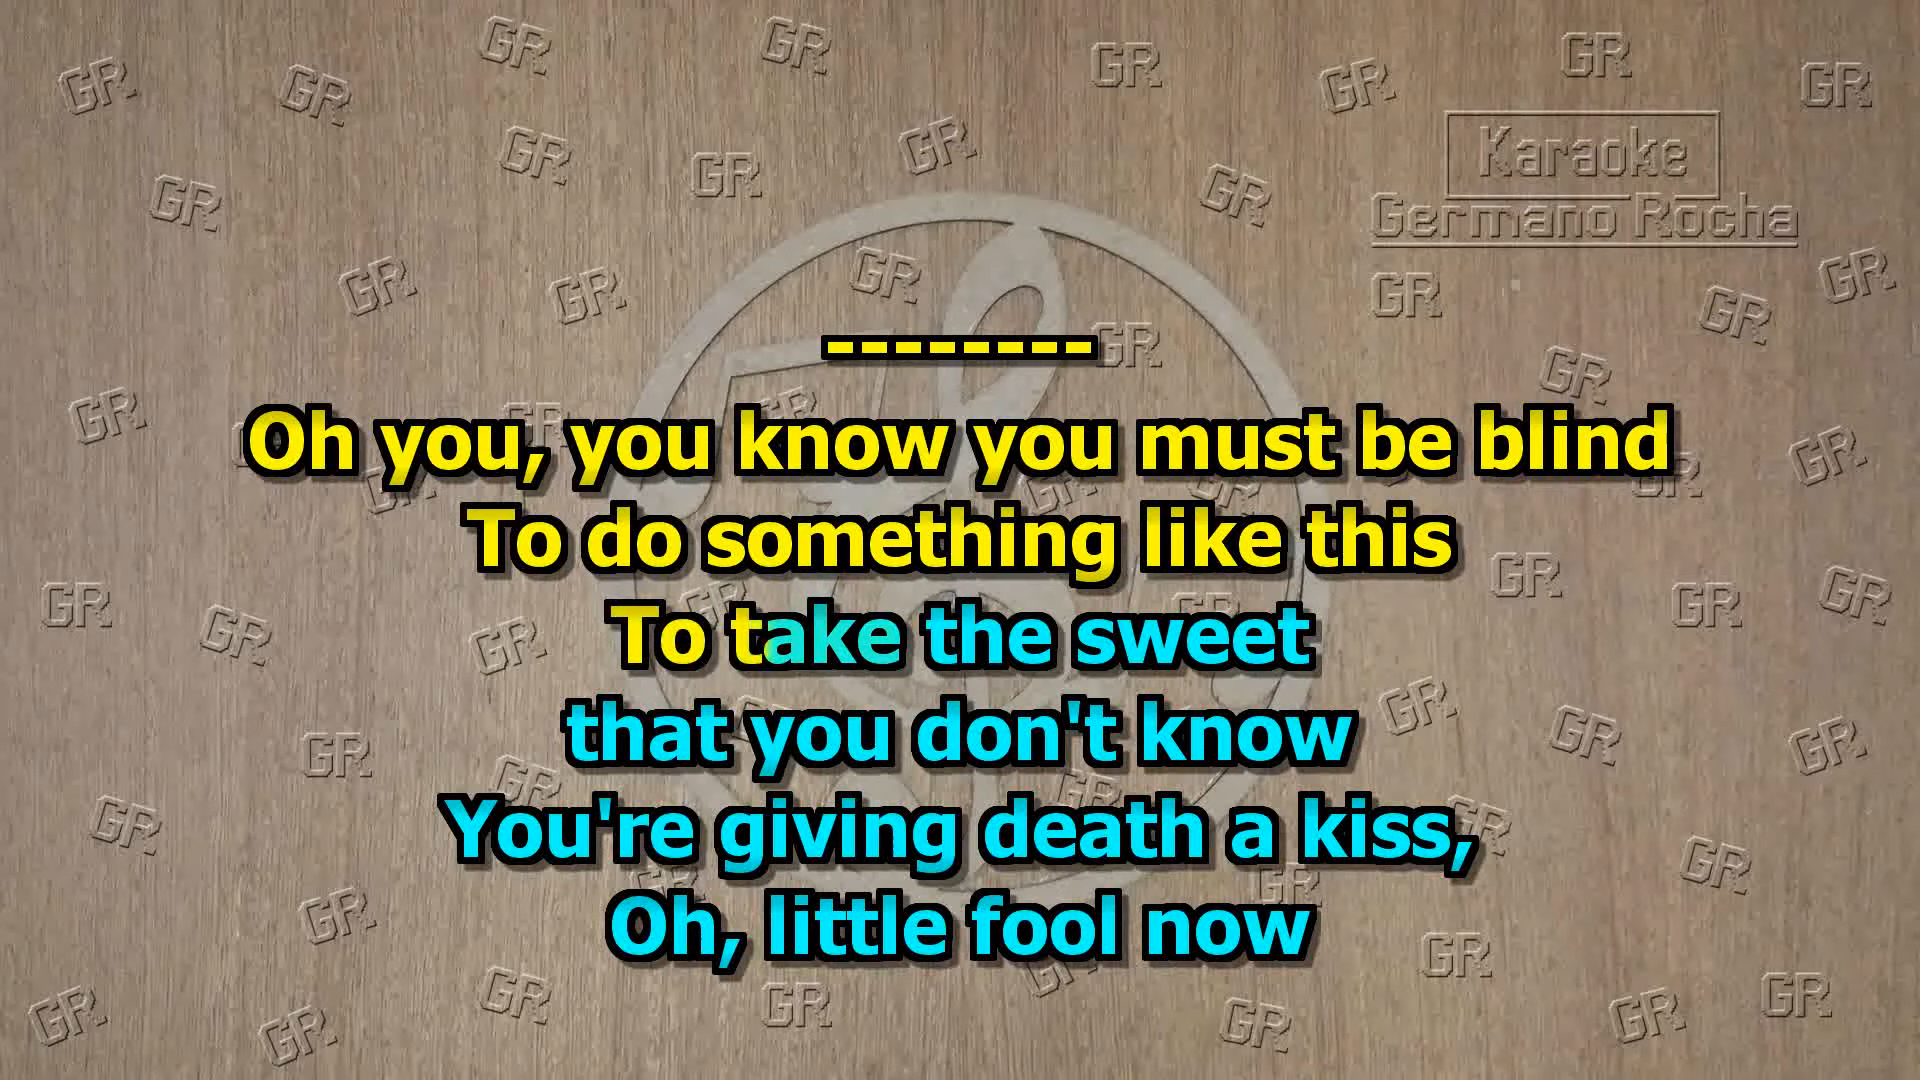 Karaoke
Germano Rocha
--------
Oh you, you know you must be blind
To do something like this
To take the sweet
that you don't know
You're giving death a kiss,
Oh, little fool now
GR